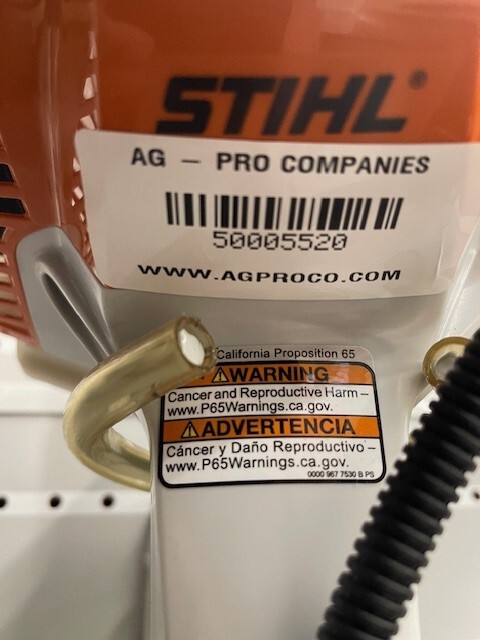 STIHL®
AG - PRO COMPANIES
50005520
WWW.AGPROCO.COM
California Proposition 65
WARNING
Cancer and Reproductive Harm –
www.P65Warnings.ca.gov.
ADVERTENCIA
Cáncer y Daño Reproductivo –
www.P65Warnings.ca.gov.
0000 967 7530 B PS